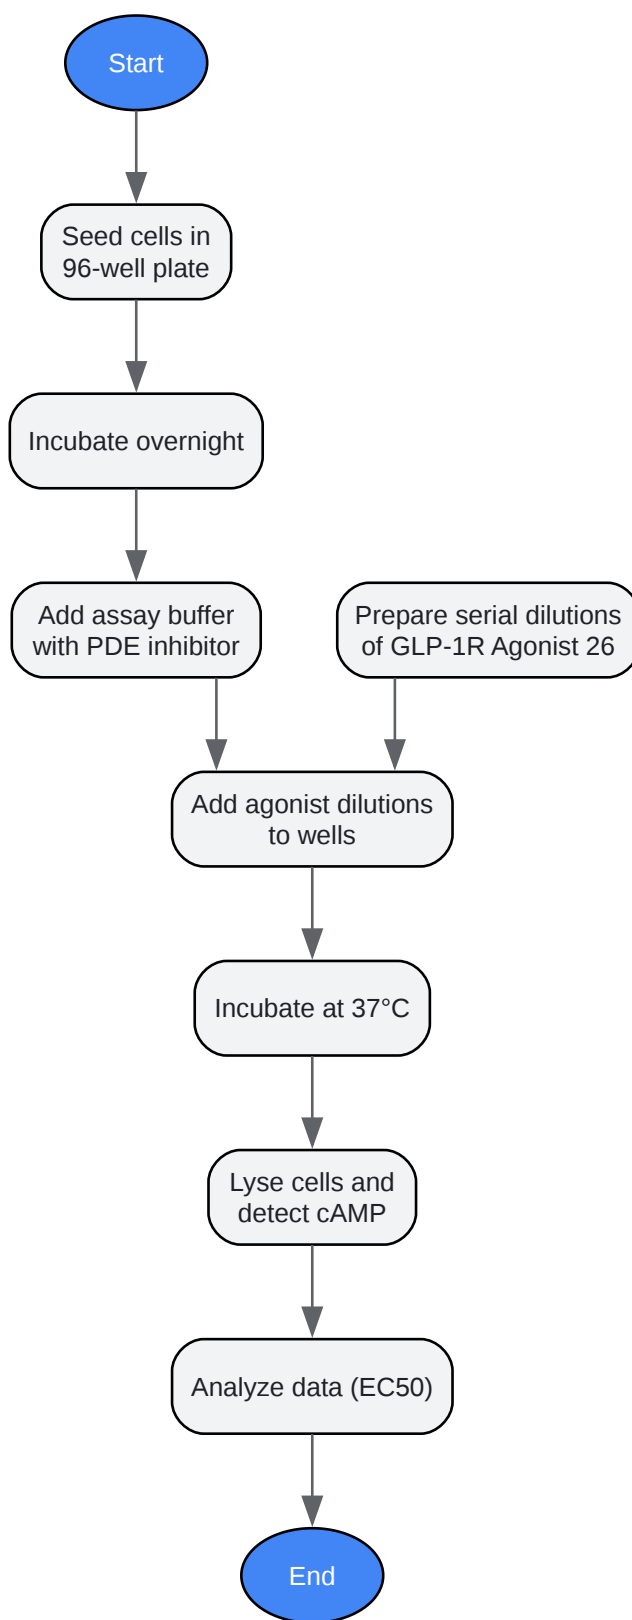 Start
Seed cells in
96-well plate
Incubate overnight
Add assay buffer
with PDE inhibitor
Prepare serial dilutions
of GLP-1R Agonist 26
Add agonist dilutions
to wells
Incubate at 37°C
Lyse cells and
detect cAMP
Analyze data (EC50)
End